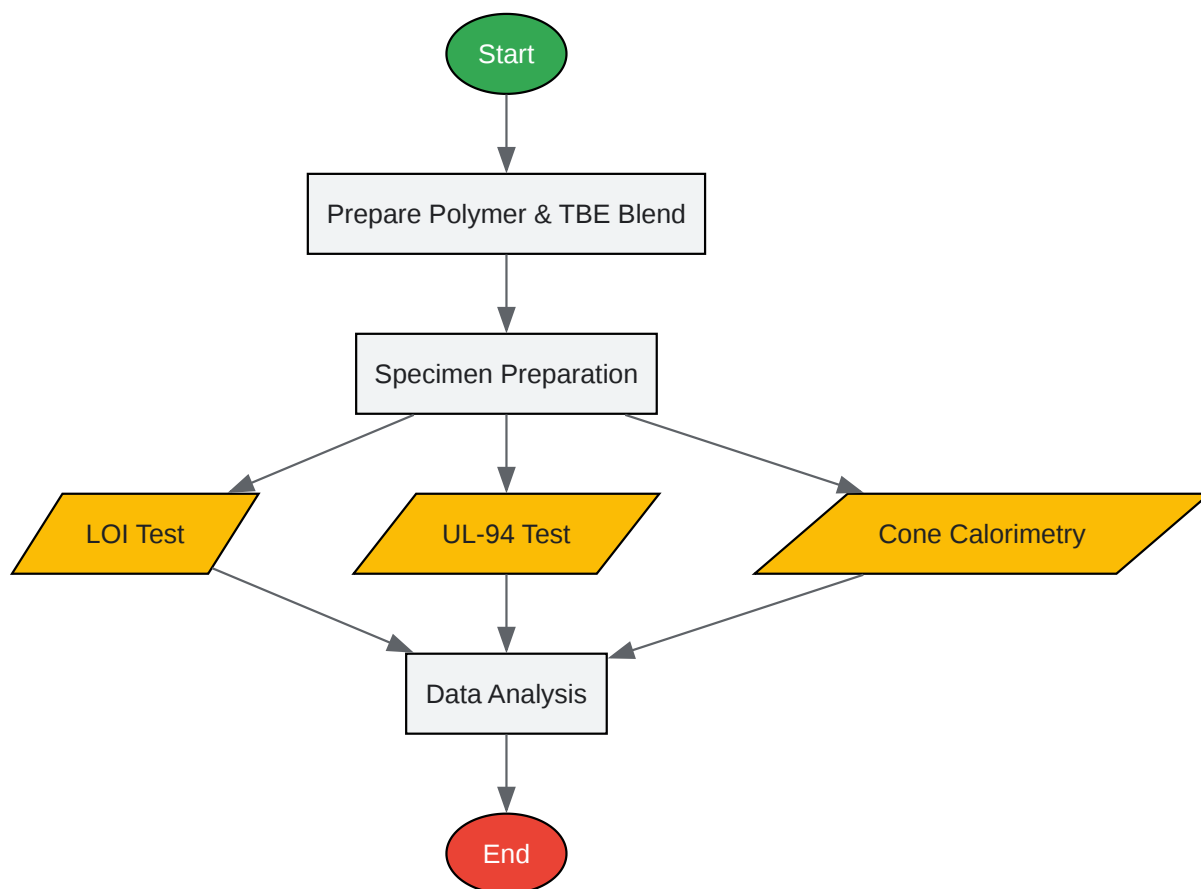 Start
Prepare Polymer & TBE Blend
Specimen Preparation
LOI Test
UL-94 Test
Cone Calorimetry
Data Analysis
End